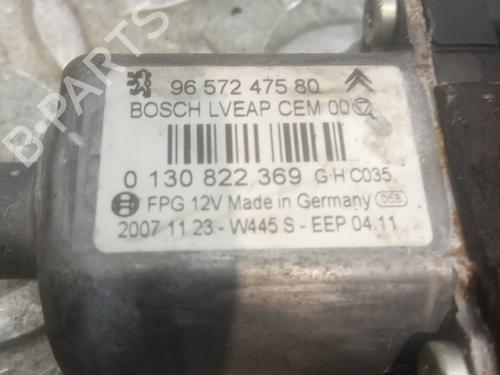 96 572 475 80
BOSCH LVEAP CEM 00
0 130 822 369 G·H C035
FPG 12V Made in Germany 058
2007 11 23 - W445 S - EEP 04.11
B-PARTS